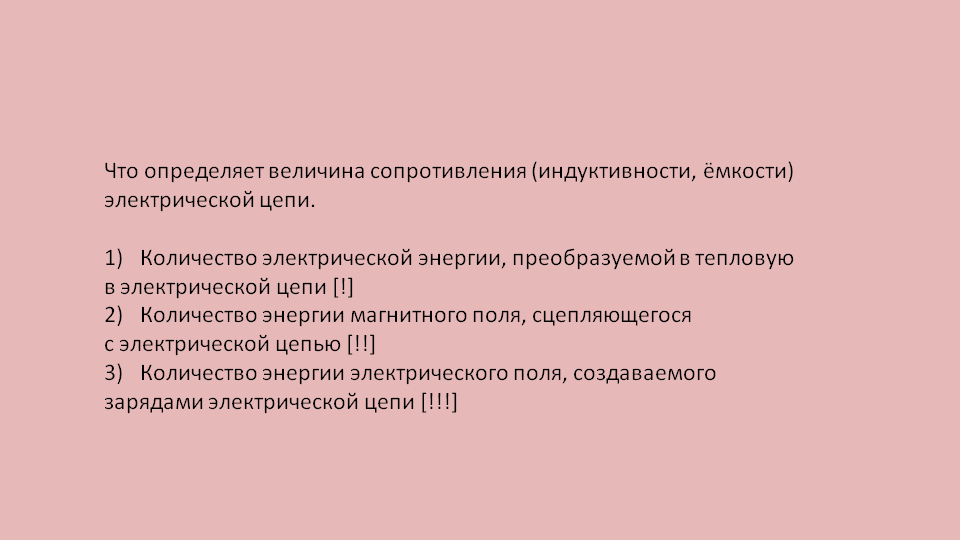 Что определяет величина сопротивления (индуктивности, ёмкости)
электрической цепи.
1) Количество электрической энергии, преобразуемой в тепловую
в электрической цепи [!]
2) Количество энергии магнитного поля, сцепляющегося
с электрической цепью [!!]
3) Количество энергии электрического поля, создаваемого
зарядами электрической цепи [!!!]